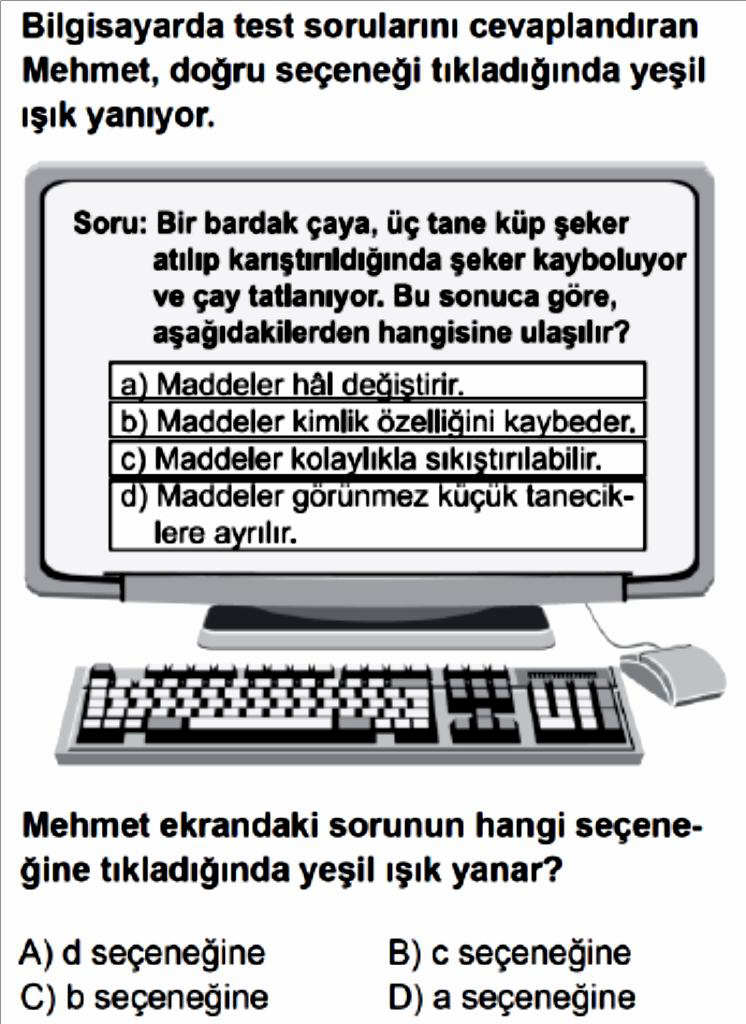 Bilgisayarda test sorularını cevaplandıran
Mehmet, doğru seçeneği tıkladığında yeşil
ışık yanıyor.
Soru: Bir bardak çaya, üç tane küp şeker
atılıp karıştırıldığında şeker kayboluyor
ve çay tatlanıyor. Bu sonuca göre,
aşağıdakilerden hangisine ulaşılır?
a) Maddeler hâl değiştirir.
b) Maddeler kimlik özelliğini kaybeder.
c) Maddeler kolaylıkla sıkıştırılabilir.
d) Maddeler görünmez küçük tanecik-
lere ayrılır.
Mehmet ekrandaki sorunun hangi seçene-
ğine tıkladığında yeşil ışık yanar?
A) d seçeneğine B) c seçeneğine
C) b seçeneğine D) a seçeneğine